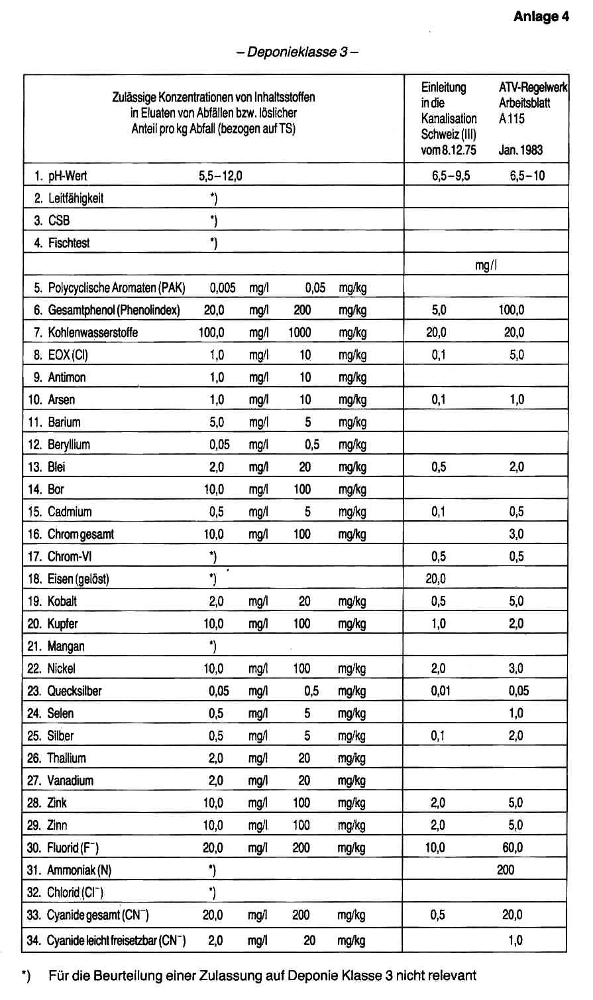 Anlage 4
– Deponieklasse 3 –
Zulässige Konzentrationen von Inhaltsstoffen
in Eluaten von Abfällen bzw. löslicher
Anteil pro kg Abfall (bezogen auf TS)
Einleitung
in die
Kanalisation
Schweiz (III)
vom 8.12.75
ATV-Regelwerk
Arbeitsblatt
A 115
Jan. 1983
1. pH-Wert 5,5–12,0 6,5–9,5 6,5–10
2. Leitfähigkeit *)
3. CSB *)
4. Fischtest *)
mg/l
5. Polycyclische Aromaten (PAK) 0,005 mg/l 0,05 mg/kg
6. Gesamtphenol (Phenolindex) 20,0 mg/l 200 mg/kg 5,0 100,0
7. Kohlenwasserstoffe 100,0 mg/l 1000 mg/kg 20,0 20,0
8. EOX (Cl) 1,0 mg/l 10 mg/kg 0,1 5,0
9. Antimon 1,0 mg/l 10 mg/kg
10. Arsen 1,0 mg/l 10 mg/kg 0,1 1,0
11. Barium 5,0 mg/l 5 mg/kg
12. Beryllium 0,05 mg/l 0,5 mg/kg
13. Blei 2,0 mg/l 20 mg/kg 0,5 2,0
14. Bor 10,0 mg/l 100 mg/kg
15. Cadmium 0,5 mg/l 5 mg/kg 0,1 0,5
16. Chrom gesamt 10,0 mg/l 100 mg/kg 3,0
17. Chrom-VI *) 0,5 0,5
18. Eisen (gelöst) *) 20,0
19. Kobalt 2,0 mg/l 20 mg/kg 0,5 5,0
20. Kupfer 10,0 mg/l 100 mg/kg 1,0 2,0
21. Mangan *)
22. Nickel 10,0 mg/l 100 mg/kg 2,0 3,0
23. Quecksilber 0,05 mg/l 0,5 mg/kg 0,01 0,05
24. Selen 0,5 mg/l 5 mg/kg 1,0
25. Silber 0,5 mg/l 5 mg/kg 0,1 2,0
26. Thallium 2,0 mg/l 20 mg/kg
27. Vanadium 2,0 mg/l 20 mg/kg
28. Zink 10,0 mg/l 100 mg/kg 2,0 5,0
29. Zinn 10,0 mg/l 100 mg/kg 2,0 5,0
30. Fluorid (F⁻) 20,0 mg/l 200 mg/kg 10,0 60,0
31. Ammoniak (N) *) 200
32. Chlorid (Cl⁻) *)
33. Cyanide gesamt (CN⁻) 20,0 mg/l 200 mg/kg 0,5 20,0
34. Cyanide leicht freisetzbar (CN⁻) 2,0 mg/l 20 mg/kg 1,0
*) Für die Beurteilung einer Zulassung auf Deponie Klasse 3 nicht relevant